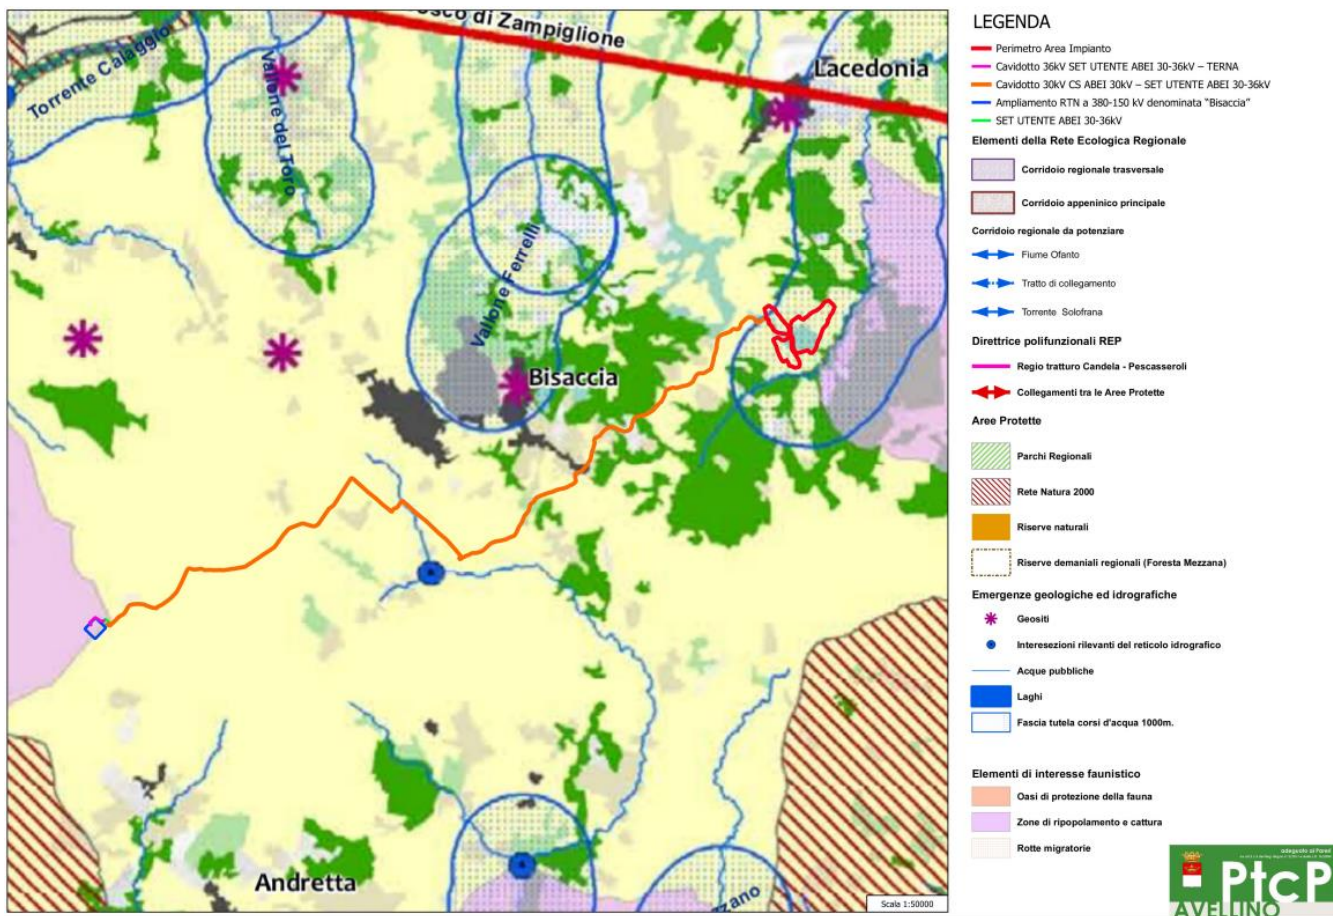 osco di Zampiglione
Torrente Calaggio
Vallone del Toro
Lacedonia
Vallone Ferrelli
Bisaccia
Andretta
zzano
Scala 1:50000
LEGENDA
Perimetro Area Impianto
Cavidotto 36kV SET UTENTE ABEI 30-36kV – TERNA
Cavidotto 30kV CS ABEI 30kV – SET UTENTE ABEI 30-36kV
Ampliamento RTN a 380-150 kV denominata "Bisaccia"
SET UTENTE ABEI 30-36kV
Elementi della Rete Ecologica Regionale
Corridoio regionale trasversale
Corridoio appeninico principale
Corridoio regionale da potenziare
Fiume Ofanto
Tratto di collegamento
Torrente Solofrana
Direttrice polifunzionali REP
Regio tratturo Candela - Pescasseroli
Collegamenti tra le Aree Protette
Aree Protette
Parchi Regionali
Rete Natura 2000
Riserve naturali
Riserve demaniali regionali (Foresta Mezzana)
Emergenze geologiche ed idrografiche
Geositi
Interesezioni rilevanti del reticolo idrografico
Acque pubbliche
Laghi
Fascia tutela corsi d'acqua 1000m.
Elementi di interesse faunistico
Oasi di protezione della fauna
Zone di ripopolamento e cattura
Rotte migratorie
adeguato ai Pareri
PtcP
AVELLINO